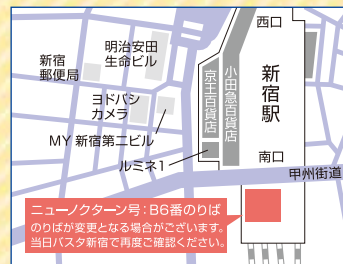 西口
明治安田
生命ビル
新宿
郵便局
ヨドバシ
カメラ
京王百貨店
小田急百貨店
新宿駅
MY 新宿第二ビル
ルミネ1
南口
甲州街道
ニューノクターン号：B6番のりば
のりばが変更となる場合がございます。
当日バスタ新宿で再度ご確認ください。